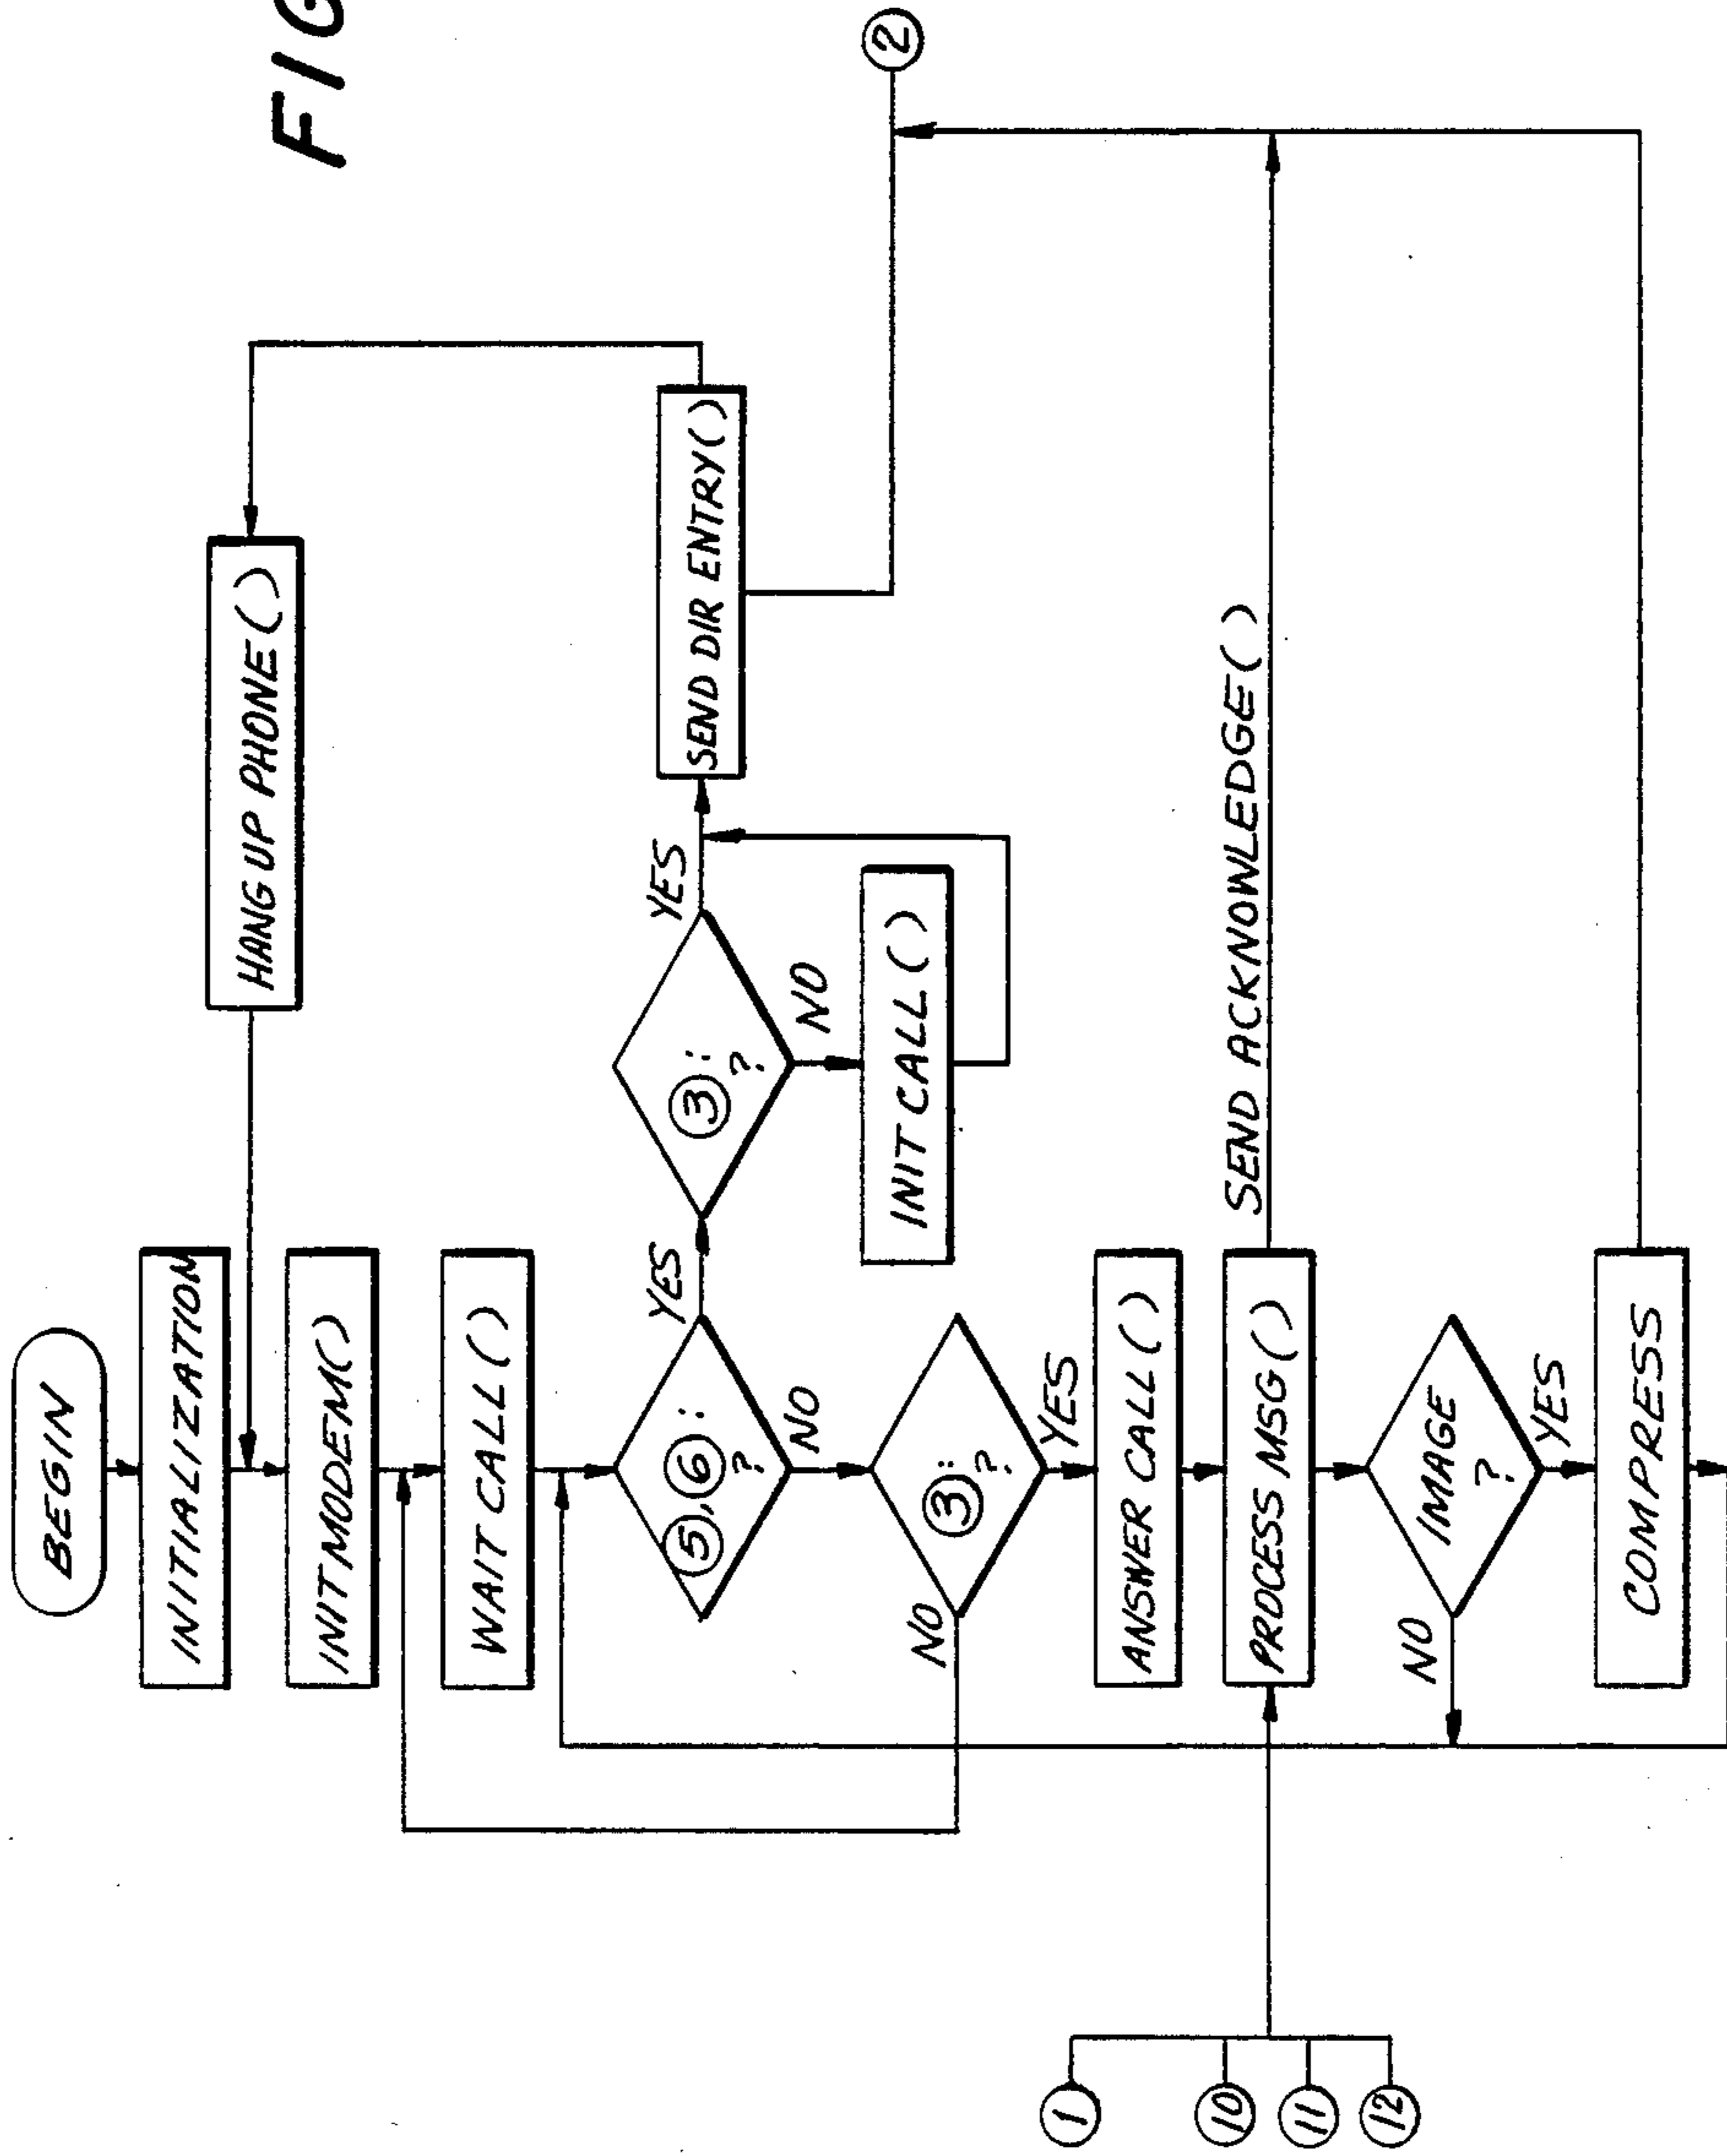 FIG
BEGIN
INITIALIZATION
HANG UP PHONE()
INITMODEM()
WAIT CALL()
⑤,⑥:
?
YES
③:
?
YES
SEND DIR ENTRY()
②
NO
INIT CALL()
NO
③:
?
NO
YES
ANSWER CALL()
①
⑩
⑪
⑫
PROCESS MSG()
SEND ACKNOWLEDGE()
IMAGE
?
NO
YES
COMPRESS